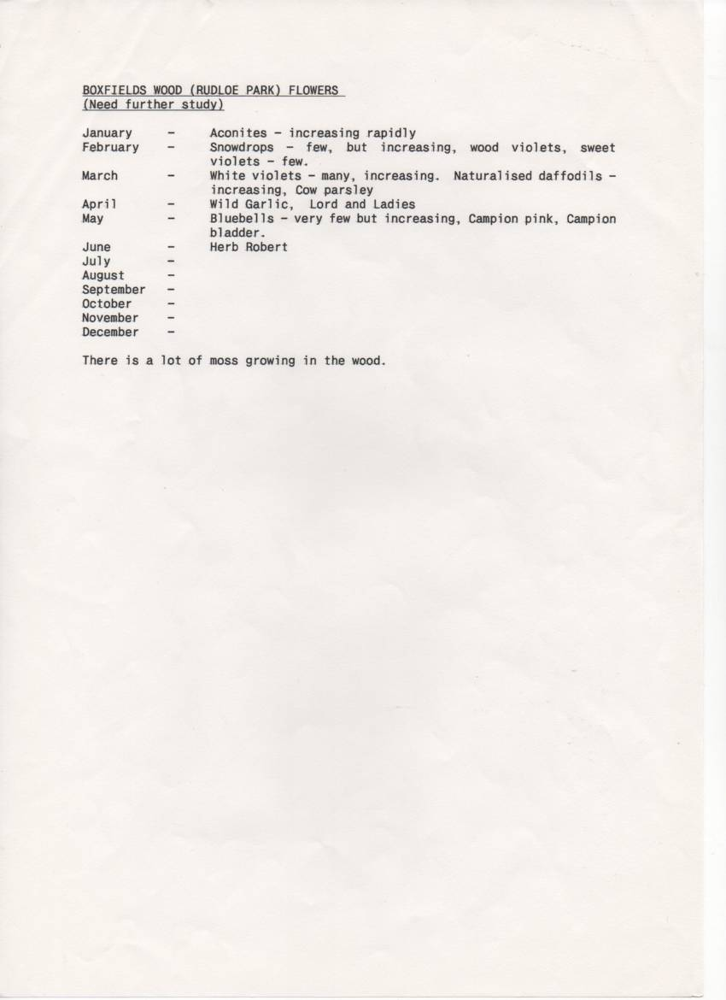 BOXFIELDS WOOD (RUDLOE PARK) FLOWERS
(Need further study)
January - Aconites - increasing rapidly
February - Snowdrops - few, but increasing, wood violets, sweet
violets - few.
March - White violets - many, increasing. Naturalised daffodils -
increasing, Cow parsley
April - Wild Garlic, Lord and Ladies
May - Bluebells - very few but increasing, Campion pink, Campion
bladder.
June - Herb Robert
July -
August -
September -
October -
November -
December -
There is a lot of moss growing in the wood.